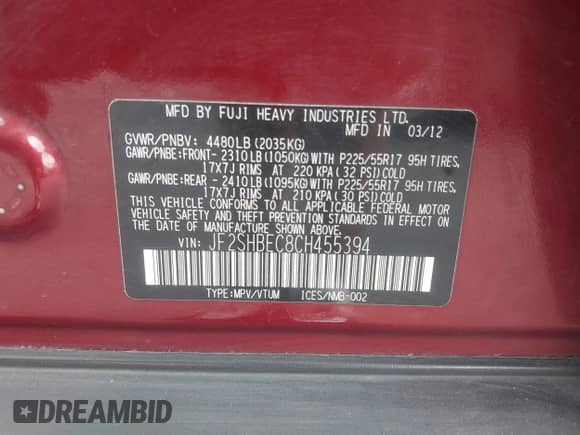 MFD BY FUJI HEAVY INDUSTRIES LTD.
MFD IN 03/12
GVWR/PNBV: 4480LB (2035KG)
GAWR/PNBE:FRONT- 2310LB (1050KG) WITH P225/55R17 95H TIRES,
17X7J RIMS AT 220 KPA (32 PSI) COLD
GAWR/PNBE:REAR - 2410LB (1095KG) WITH P225/55R17 95H TIRES,
17X7J RIMS AT 210 KPA (30 PSI) COLD
THIS VEHICLE CONFORMS TO ALL APPLICABLE FEDERAL MOTOR
VEHICLE SAFETY AND THEFT PREVENTION STANDARDS IN EFFECT ON
THE DATE OF MANUFACTURE SHOWN ABOVE.
VIN: JF2SHBEC8CH455394
TYPE:MPV/VTUM ICES/NMB-002
DREAMBID